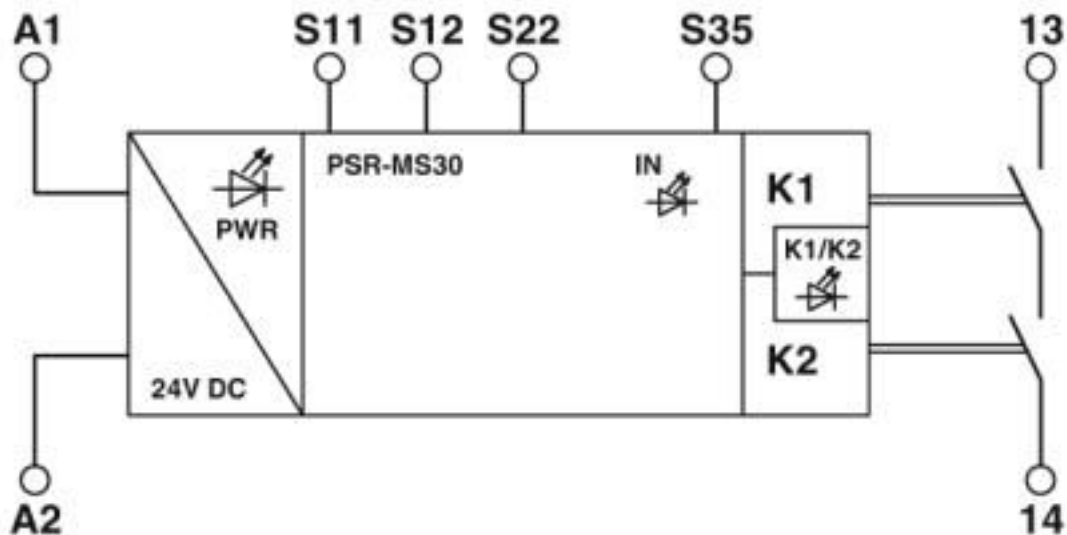 A1 S11 S12 S22 S35 13
PSR-MS30 IN
K1
PWR
K1/K2
K2
24V DC
A2 14